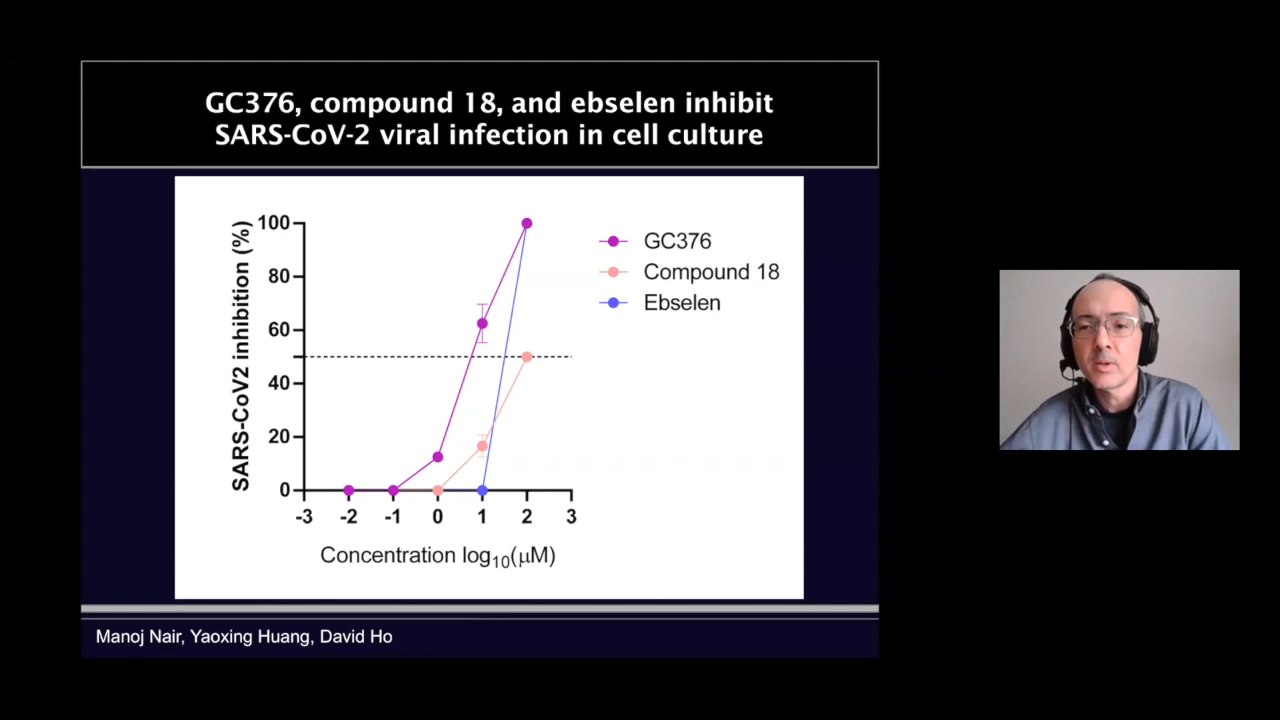 GC376, compound 18, and ebselen inhibit
SARS-CoV-2 viral infection in cell culture
SARS-CoV2 inhibition (%)
100
80
60
40
20
0
-3 -2 -1 0 1 2 3
Concentration log10(μM)
GC376
Compound 18
Ebselen
Manoj Nair, Yaoxing Huang, David Ho